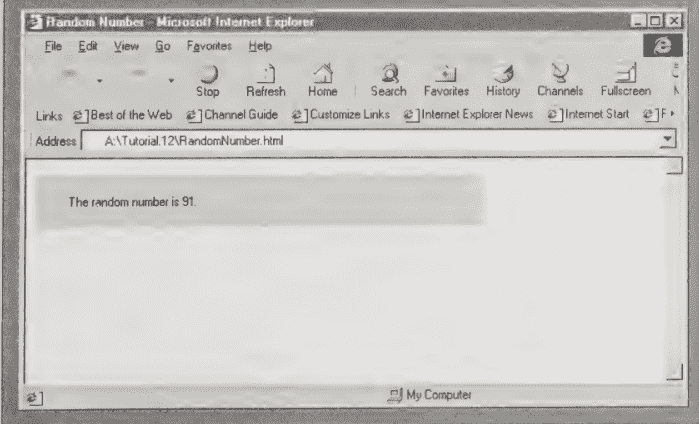 Random Number - Microsoft Internet Explorer
File Edit View Go Favorites Help
Stop Refresh Home Search Favorites History Channels Fullscreen
Links Best of the Web Channel Guide Customize Links Internet Explorer News Internet Start F
Address A:\Tutorial.12\RandomNumber.html
The random number is 91.
My Computer